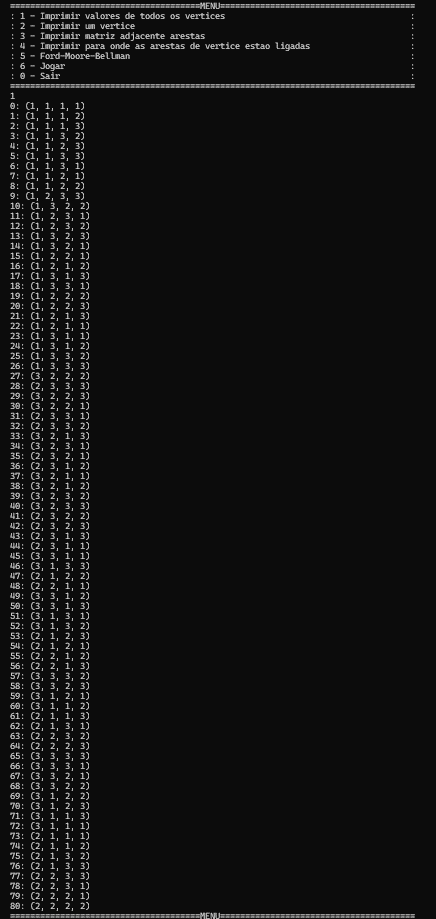 ======================================MENU=======================================
: 1 - Imprimir valores de todos os vertices :
: 2 - Imprimir um vertice :
: 3 - Imprimir matriz adjacente arestas :
: 4 - Imprimir para onde as arestas de vertice estao ligadas :
: 5 - Ford-Moore-Bellman :
: 6 - Jogar :
: 0 - Sair :
=================================================================================
1
0: (1, 1, 1, 1)
1: (1, 1, 1, 2)
2: (1, 1, 1, 3)
3: (1, 1, 3, 2)
4: (1, 1, 2, 3)
5: (1, 1, 3, 3)
6: (1, 1, 3, 1)
7: (1, 1, 2, 1)
8: (1, 1, 2, 2)
9: (1, 2, 3, 3)
10: (1, 3, 2, 2)
11: (1, 2, 3, 1)
12: (1, 2, 3, 2)
13: (1, 3, 2, 3)
14: (1, 3, 2, 1)
15: (1, 2, 2, 1)
16: (1, 2, 1, 2)
17: (1, 3, 1, 3)
18: (1, 3, 3, 1)
19: (1, 2, 2, 2)
20: (1, 2, 2, 3)
21: (1, 2, 1, 3)
22: (1, 2, 1, 1)
23: (1, 3, 1, 1)
24: (1, 3, 1, 2)
25: (1, 3, 3, 2)
26: (1, 3, 3, 3)
27: (3, 2, 2, 2)
28: (2, 3, 3, 3)
29: (3, 2, 2, 3)
30: (3, 2, 2, 1)
31: (2, 3, 3, 1)
32: (2, 3, 3, 2)
33: (3, 2, 1, 3)
34: (3, 2, 3, 1)
35: (2, 3, 2, 1)
36: (2, 3, 1, 2)
37: (3, 2, 1, 1)
38: (3, 2, 1, 2)
39: (3, 2, 3, 2)
40: (3, 2, 3, 3)
41: (2, 3, 2, 2)
42: (2, 3, 2, 3)
43: (2, 3, 1, 3)
44: (2, 3, 1, 1)
45: (3, 3, 1, 1)
46: (3, 1, 3, 3)
47: (2, 1, 2, 2)
48: (2, 2, 1, 1)
49: (3, 3, 1, 2)
50: (3, 3, 1, 3)
51: (3, 1, 3, 1)
52: (3, 1, 3, 2)
53: (2, 1, 2, 3)
54: (2, 1, 2, 1)
55: (2, 2, 1, 2)
56: (2, 2, 1, 3)
57: (3, 3, 3, 2)
58: (3, 3, 2, 3)
59: (3, 1, 2, 1)
60: (3, 1, 1, 2)
61: (2, 1, 1, 3)
62: (2, 1, 3, 1)
63: (2, 2, 3, 2)
64: (2, 2, 2, 3)
65: (3, 3, 3, 3)
66: (3, 3, 3, 1)
67: (3, 3, 2, 1)
68: (3, 3, 2, 2)
69: (3, 1, 2, 2)
70: (3, 1, 2, 3)
71: (3, 1, 1, 3)
72: (3, 1, 1, 1)
73: (2, 1, 1, 1)
74: (2, 1, 1, 2)
75: (2, 1, 3, 2)
76: (2, 1, 3, 3)
77: (2, 2, 3, 3)
78: (2, 2, 3, 1)
79: (2, 2, 2, 1)
80: (2, 2, 2, 2)
======================================MENU=======================================